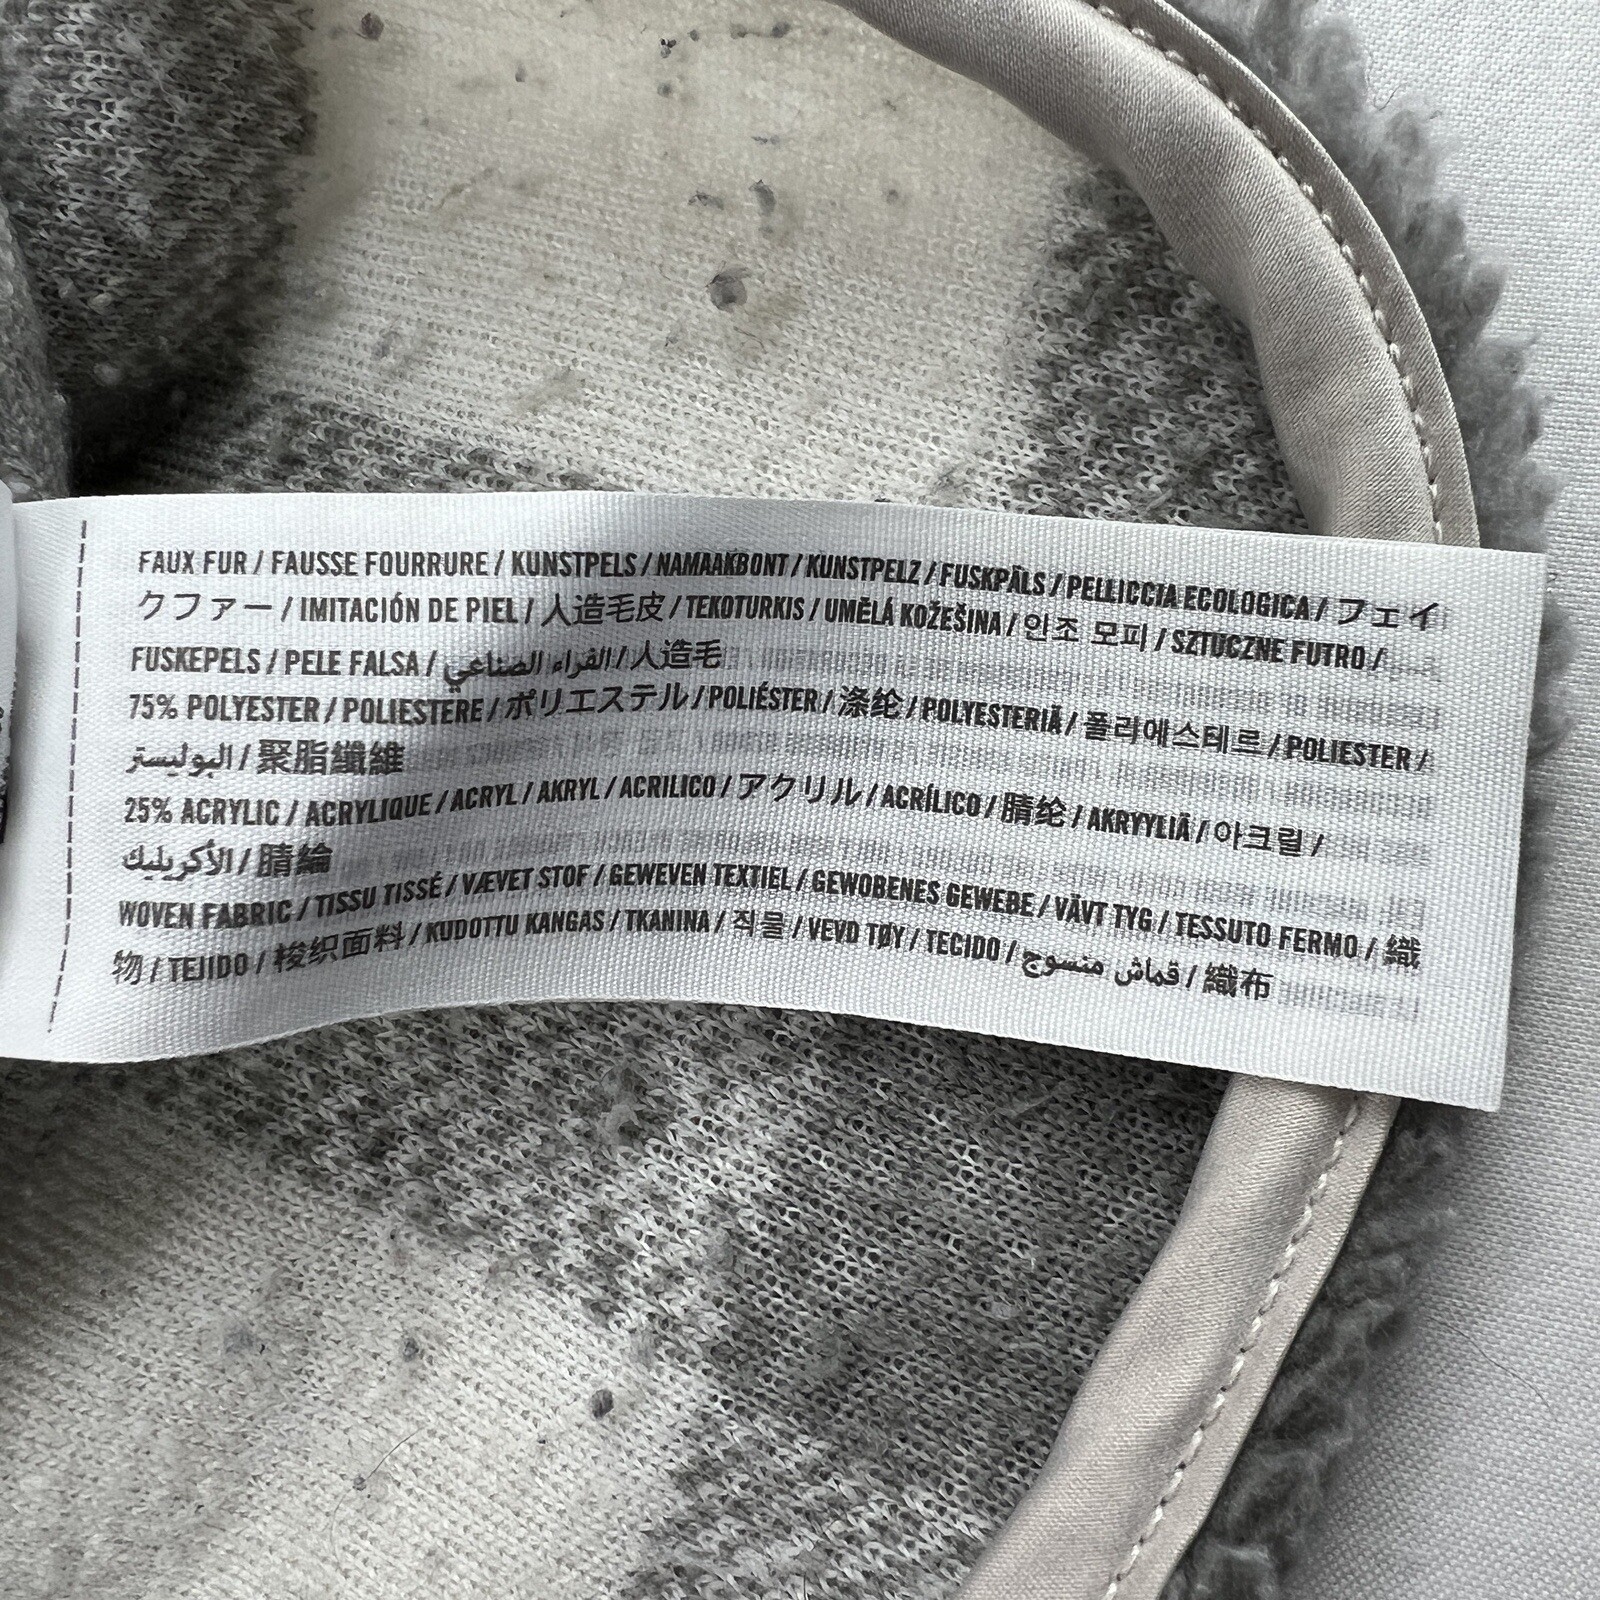 FAUX FUR / FAUSSE FOURRURE / KUNSTPELS / NAMAAKBONT / KUNSTPELZ / FUSKPÄLS / PELLICCIA ECOLOGICA / フェイ
クファー / IMITACIÓN DE PIEL / 人造毛皮 / TEKOTURKIS / UMĚLÁ KOŽEŠINA / 인조 모피 / SZTUCZNE FUTRO /
FUSKEPELS / PELE FALSA / الفراء الصناعي / 人造毛
75% POLYESTER / POLIESTERE / ポリエステル / POLIÉSTER / 涤纶 / POLYESTERIÄ / 폴리에스테르 / POLIESTER /
البوليستر / 聚脂纖維
25% ACRYLIC / ACRYLIQUE / ACRYL / AKRYL / ACRILICO / アクリル / ACRÍLICO / 腈纶 / AKRYYLIÄ / 아크릴 /
الأكريليك / 腈綸
WOVEN FABRIC / TISSU TISSÉ / VÆVET STOF / GEWEVEN TEXTIEL / GEWOBENES GEWEBE / VÄVT TYG / TESSUTO FERMO / 織
物 / TEJIDO / 梭织面料 / KUDOTTU KANGAS / TKANINA / 직물 / VEVD TØY / TECIDO / قماش منسوج / 織布